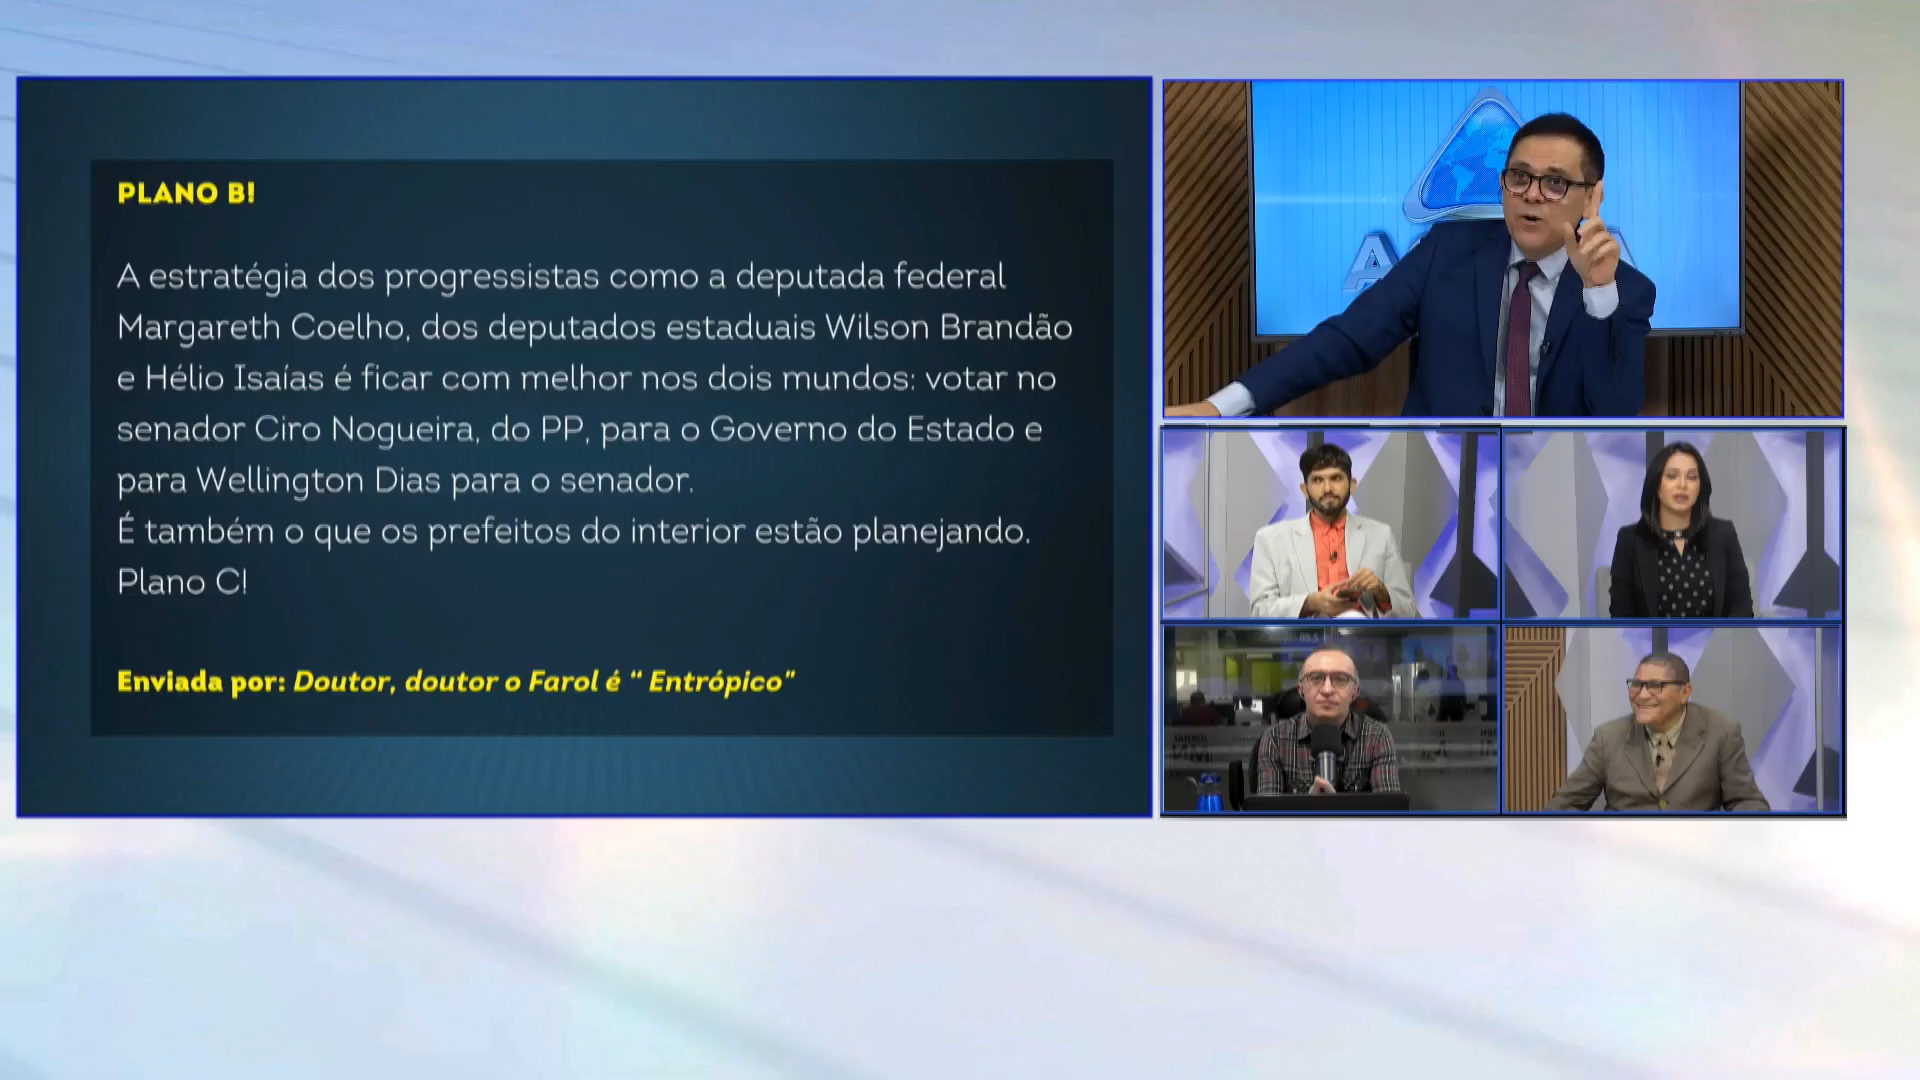 PLANO B!
A estratégia dos progressistas como a deputada federal
Margareth Coelho, dos deputados estaduais Wilson Brandão
e Hélio Isaías é ficar com melhor nos dois mundos: votar no
senador Ciro Nogueira, do PP, para o Governo do Estado e
para Wellington Dias para o senador.
É também o que os prefeitos do interior estão planejando.
Plano C!
Enviada por: Doutor, doutor o Farol é “ Entrópico”